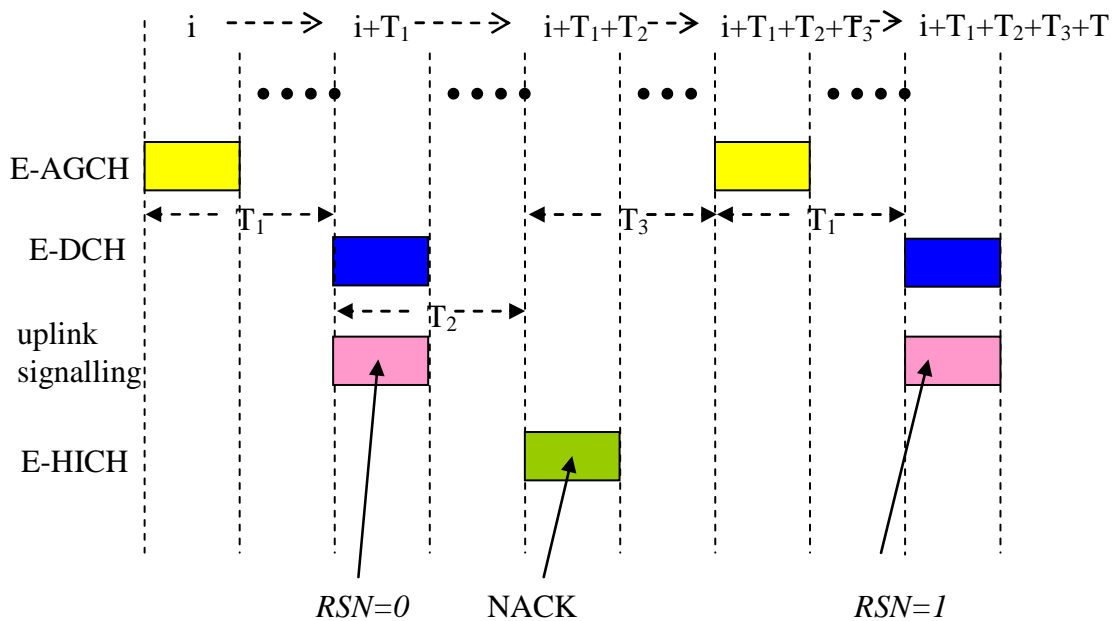 i i+T₁ i+T₁+T₂ i+T₁+T₂+T₃ i+T₁+T₂+T₃+T
E-AGCH
T₁ T₃ T₁
E-DCH
T₂
uplink
signalling
E-HICH
RSN=0 NACK RSN=1